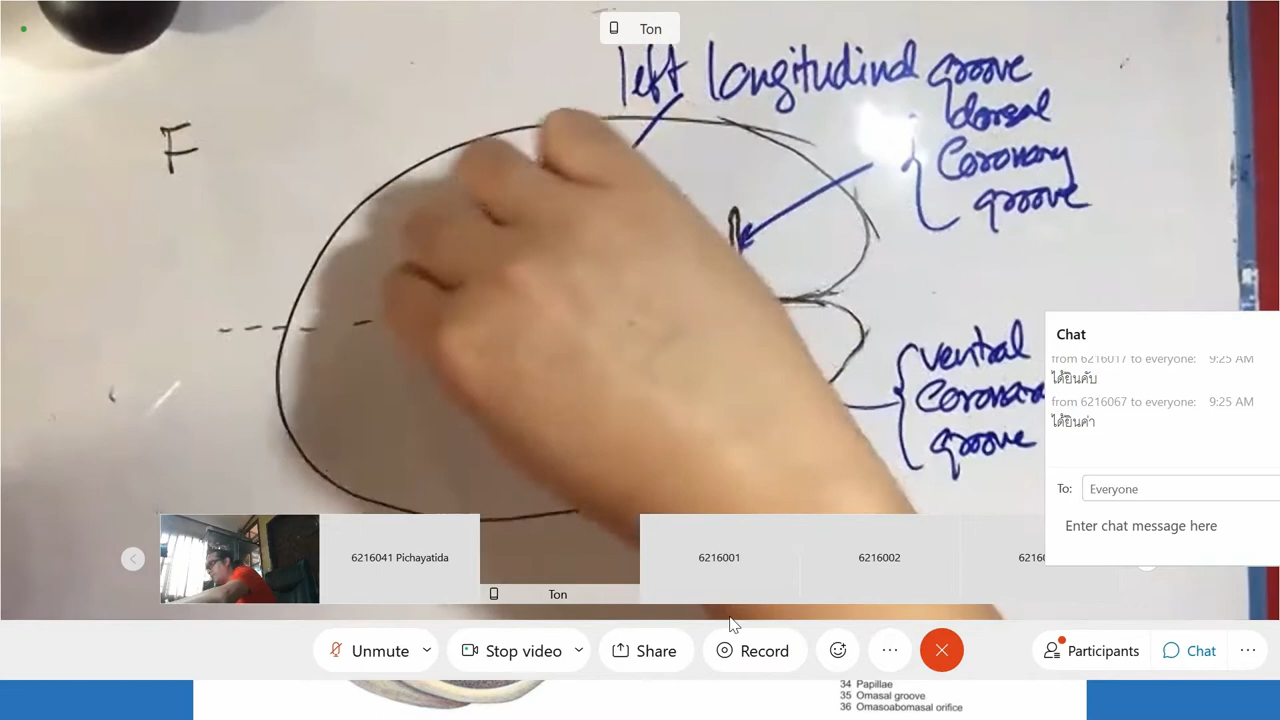 Ton
left longitudinal groove
dorsal
Coronary
groove
F
ventral
groove
Chat
from 6216017 to everyone: 9:25 AM
ได้ยินคับ
from 6216067 to everyone: 9:25 AM
ได้ยินค่า
To: Everyone
Enter chat message here
6216041 Pichayatida
6216001
6216002
Ton
Unmute
Stop video
Share
Record
Participants
Chat
34 Papillae
35 Omasal groove
36 Omasoabomasal orifice